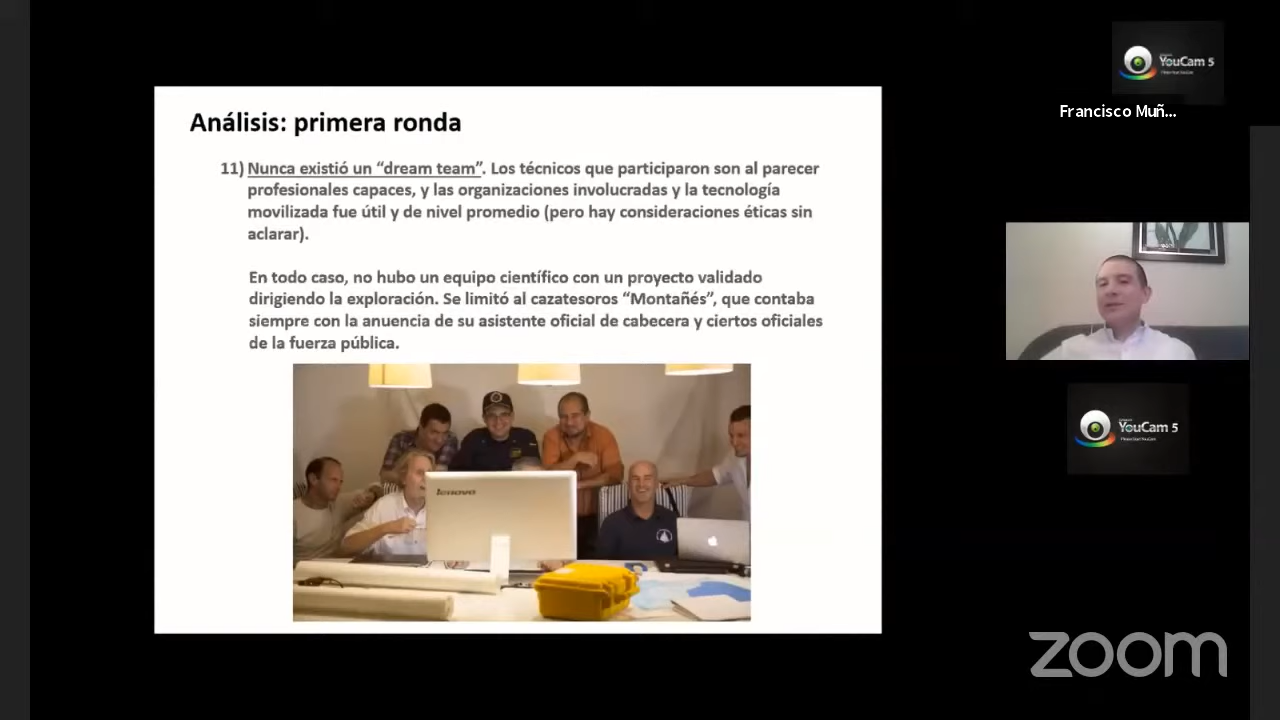 Análisis: primera ronda
11) Nunca existió un “dream team”. Los técnicos que participaron son al parecer
profesionales capaces, y las organizaciones involucradas y la tecnología
movilizada fue útil y de nivel promedio (pero hay consideraciones éticas sin
aclarar).
En todo caso, no hubo un equipo científico con un proyecto validado
dirigiendo la exploración. Se limitó al cazatesoros “Montañés”, que contaba
siempre con la anuencia de su asistente oficial de cabecera y ciertos oficiales
de la fuerza pública.
lenovo
YouCam 5
Francisco Muñ...
YouCam 5
zoom